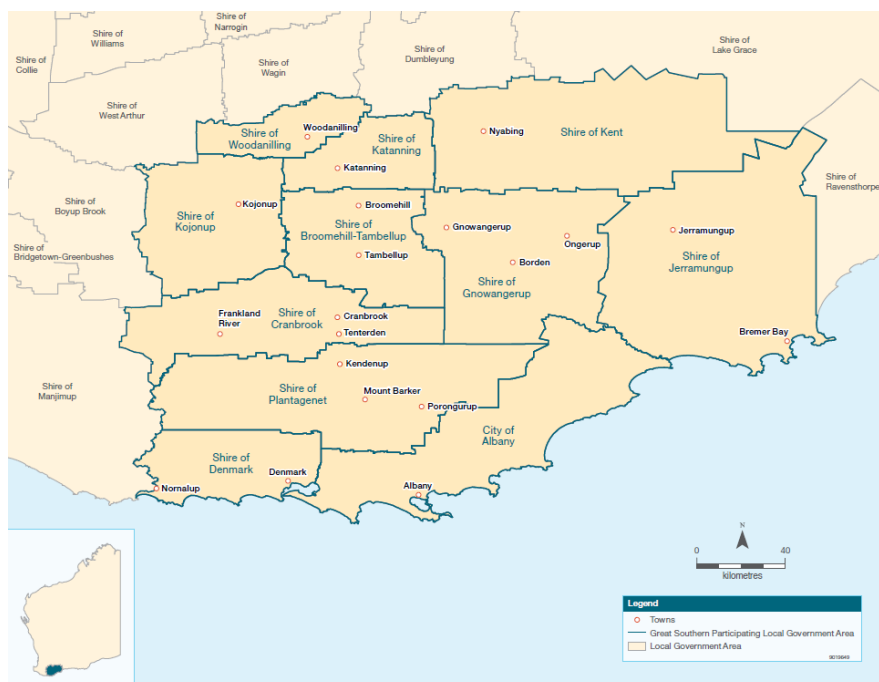 Shire of
Narrogin
Shire of
Williams
Shire of
Lake Grace
Shire of
Dumbleyung
Shire of
Collie
Shire of
Wagin
Shire of
West Arthur
Woodanilling
Shire of
Woodanilling
Shire of
Katanning
Nyabing
Shire of Kent
Katanning
Shire of
Ravensthorpe
Shire of
Boyup Brook
Kojonup
Shire of
Kojonup
Broomehill
Shire of
Broomehill-Tambellup
Tambellup
Gnowangerup
Ongerup
Borden
Shire of
Gnowangerup
Jerramungup
Shire of
Jerramungup
Shire of
Bridgetown-Greenbushes
Frankland
River
Shire of
Cranbrook
Cranbrook
Tenterden
Bremer Bay
Kendenup
Shire of
Manjimup
Shire of
Plantagenet
Mount Barker
Porongurup
City of
Albany
Shire of
Denmark
Denmark
Nornalup
Albany
N
0 40
kilometres
Legend
Towns
Great Southern Participating Local Government Area
Local Government Area